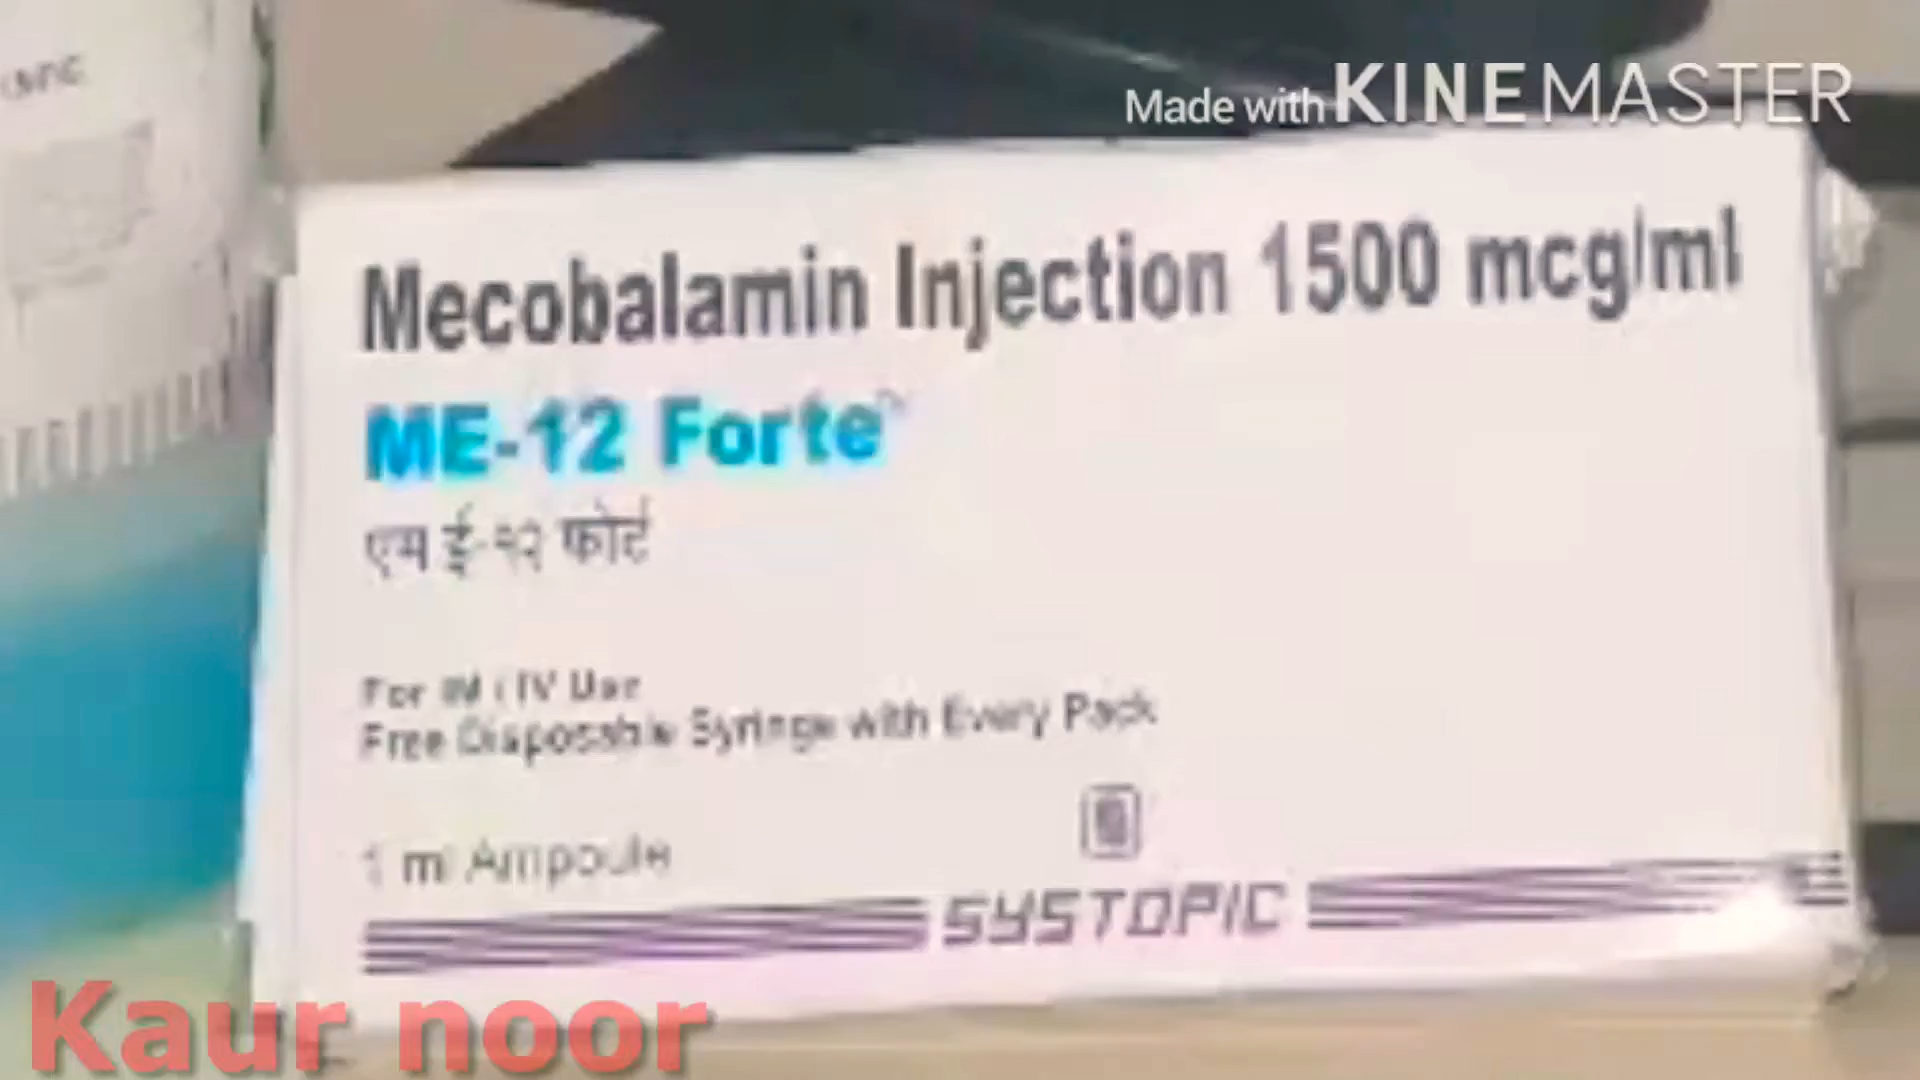 Made with KINEMASTER
Mecobalamin Injection 1500 mcg/ml
ME-12 Forte
एम ई-१२ फोर्ट
For IM / IV Use
Free Disposable Syringe with Every Pack
1 ml Ampoule
SYSTOPIC
Kaur noor